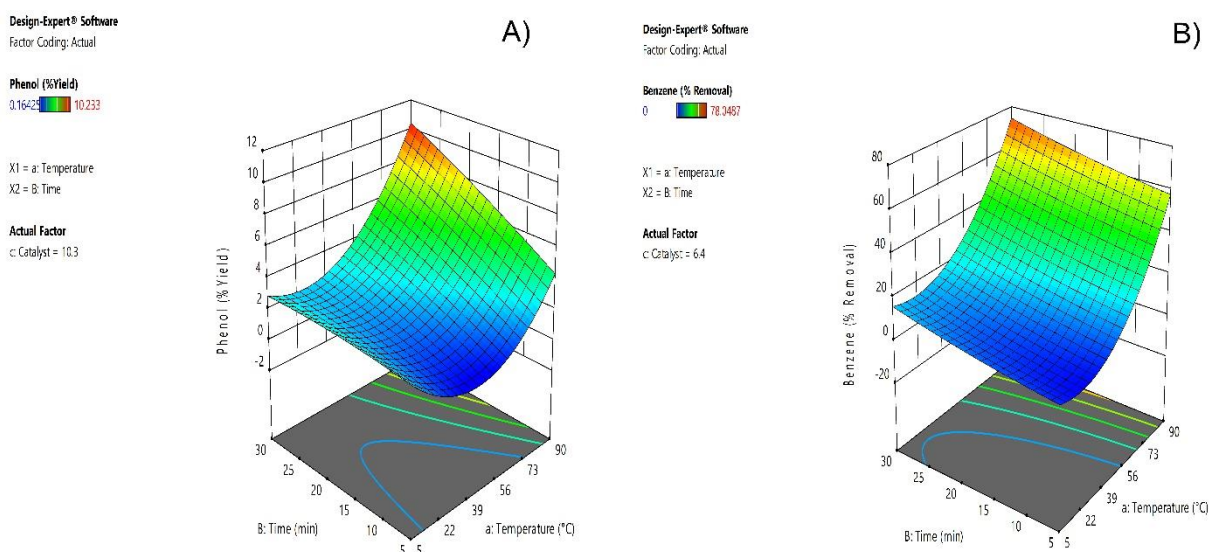 Design-Expert® Software
Factor Coding: Actual
Phenol (%Yield)
0.16425 10.233
X1 = a: Temperature
X2 = B: Time
Actual Factor
c: Catalyst = 10.3
A)
12
10
8
6
4
2
0
-2
Phenol (%Yield)
30
25
20
15
10
5
B: Time (min)
5
22
39
56
73
90
a: Temperature (°C)
Design-Expert® Software
Factor Coding: Actual
Benzene (% Removal)
0 78.0487
X1 = a: Temperature
X2 = B: Time
Actual Factor
c: Catalyst = 6.4
B)
80
60
40
20
0
-20
Benzene (% Removal)
30
25
20
15
10
5
B: Time (min)
5
22
39
56
73
90
a: Temperature (°C)